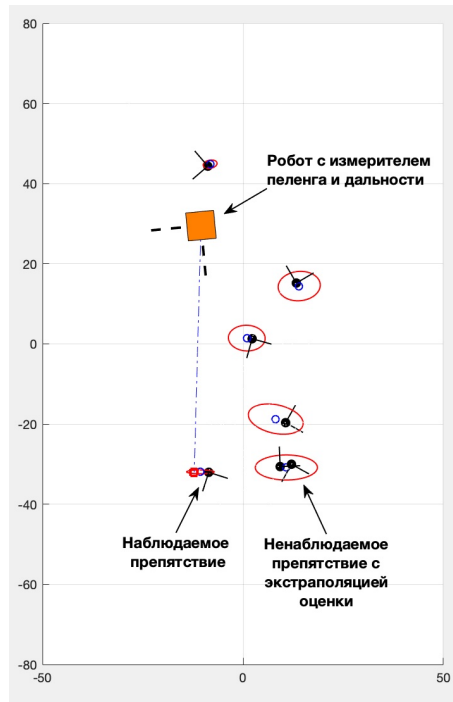 80
60
Робот с измерителем
пеленга и дальности
40
20
0
-20
-40
Наблюдаемое
препятствие
Ненаблюдаемое
препятствие с
экстраполяцией
оценки
-60
-80
-50
0
50